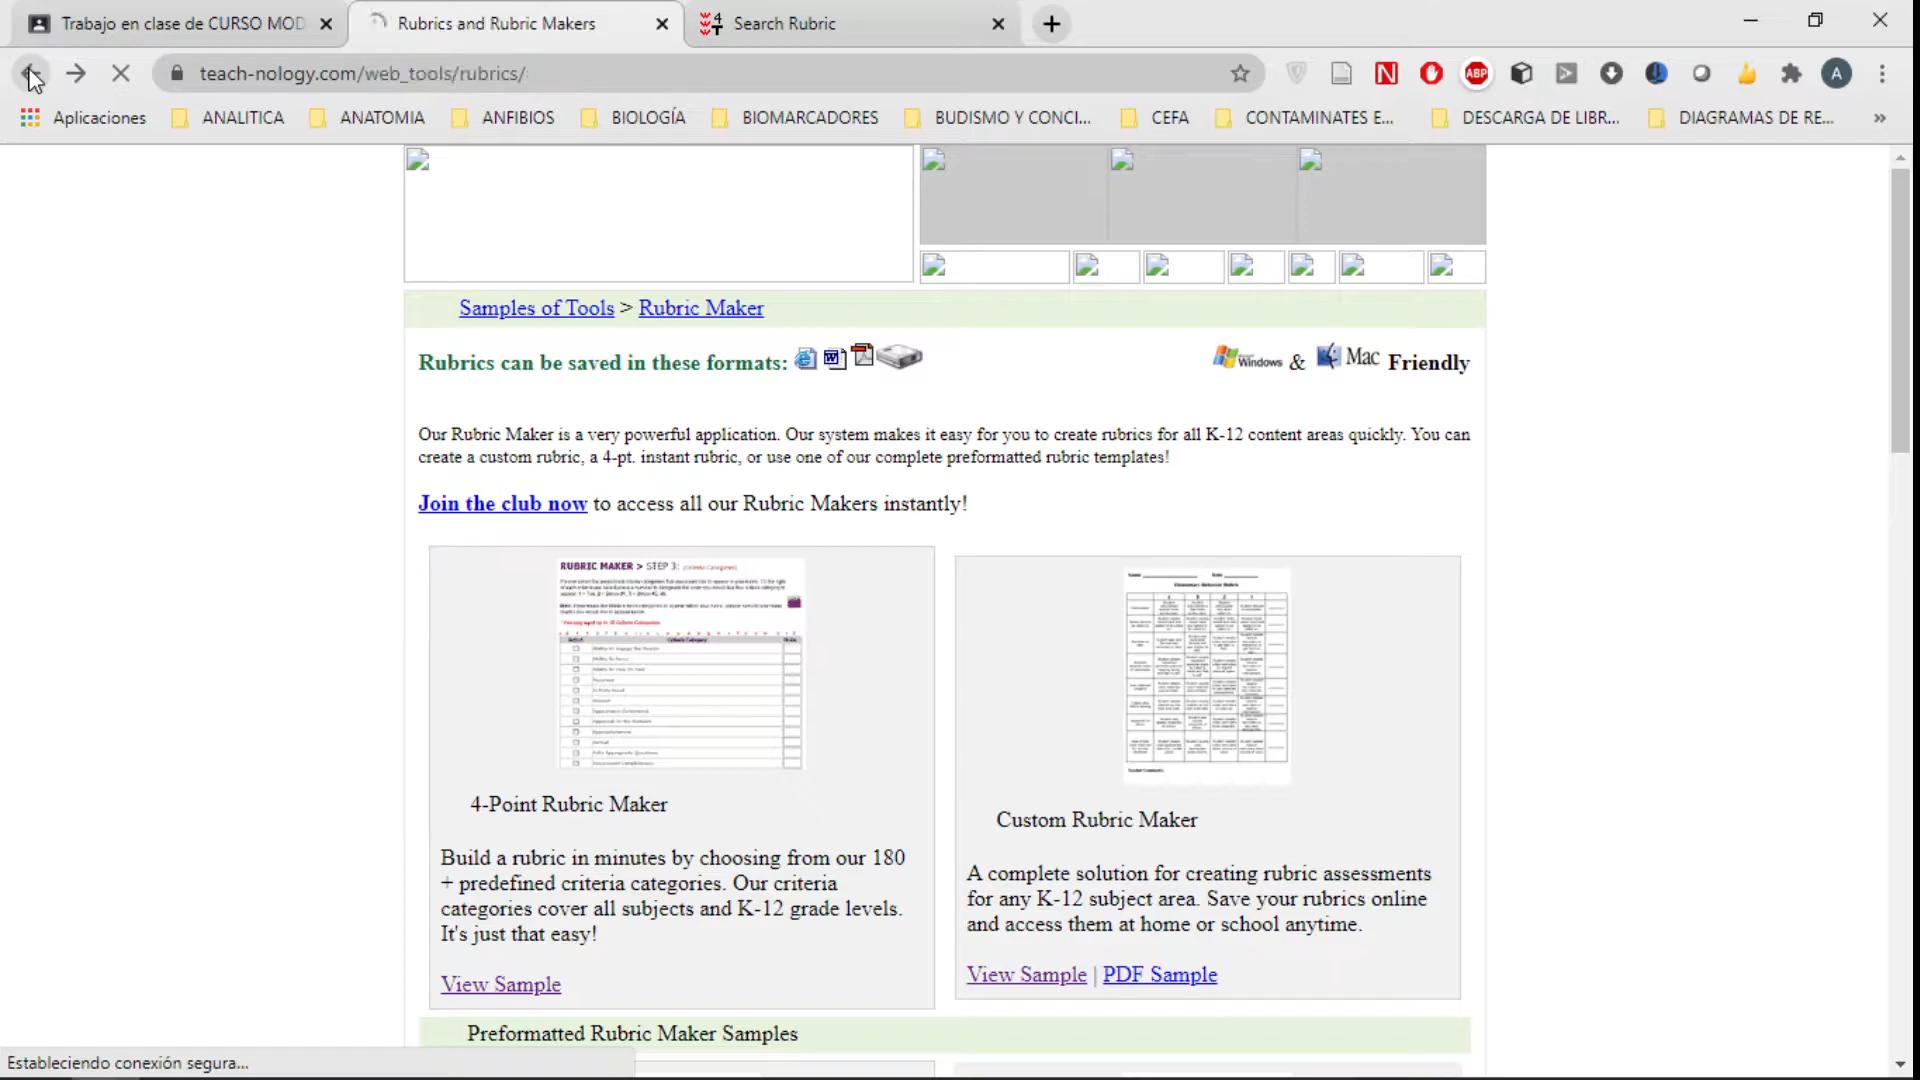 Trabajo en clase de CURSO MOD
Rubrics and Rubric Makers
Search Rubric
teach-nology.com/web_tools/rubrics/
Aplicaciones
ANALITICA
ANATOMIA
ANFIBIOS
BIOLOGÍA
BIOMARCADORES
BUDISMO Y CONCI...
CEFA
CONTAMINATES E...
DESCARGA DE LIBR...
DIAGRAMAS DE RE...
»
Samples of Tools > Rubric Maker
Rubrics can be saved in these formats:
Windows & Mac Friendly
Our Rubric Maker is a very powerful application. Our system makes it easy for you to create rubrics for all K-12 content areas quickly. You can
create a custom rubric, a 4-pt. instant rubric, or use one of our complete preformatted rubric templates!
Join the club now to access all our Rubric Makers instantly!
RUBRIC MAKER > STEP 3:
4-Point Rubric Maker
Build a rubric in minutes by choosing from our 180
+ predefined criteria categories. Our criteria
categories cover all subjects and K-12 grade levels.
It's just that easy!
View Sample
Custom Rubric Maker
A complete solution for creating rubric assessments
for any K-12 subject area. Save your rubrics online
and access them at home or school anytime.
View Sample | PDF Sample
Preformatted Rubric Maker Samples
Estableciendo conexión segura...